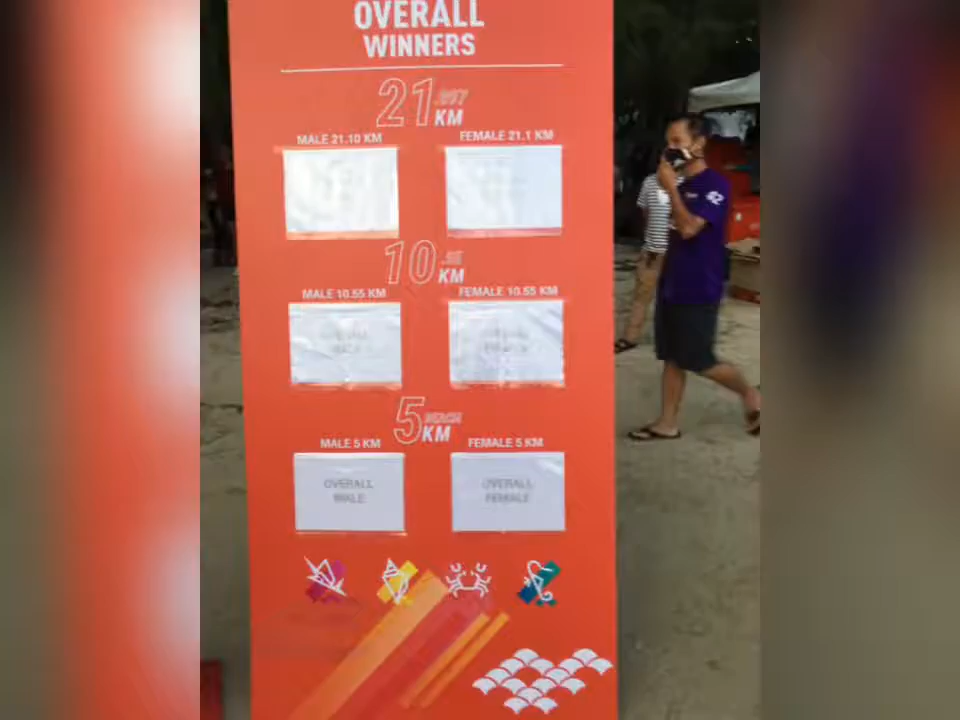 OVERALL
WINNERS
21.097
KM
MALE 21.10 KM
FEMALE 21.1 KM
10
KM
MALE 10.55 KM
FEMALE 10.55 KM
5
KM
MALE 5 KM
FEMALE 5 KM
OVERALL
MALE
OVERALL
FEMALE